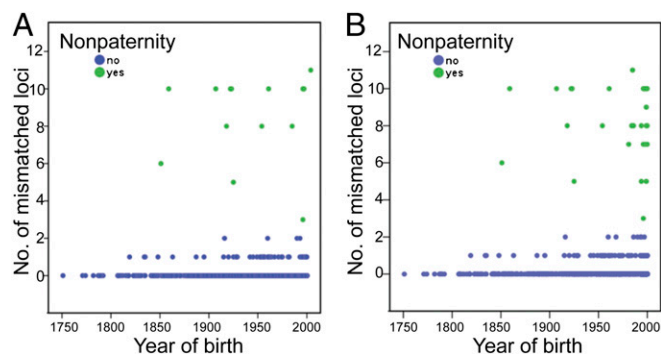 A
Nonpaternity
no
yes
No. of mismatched loci
12
10
8
6
4
2
0
1750 1800 1850 1900 1950 2000
Year of birth
B
Nonpaternity
no
yes
No. of mismatched loci
12
10
8
6
4
2
0
1750 1800 1850 1900 1950 2000
Year of birth